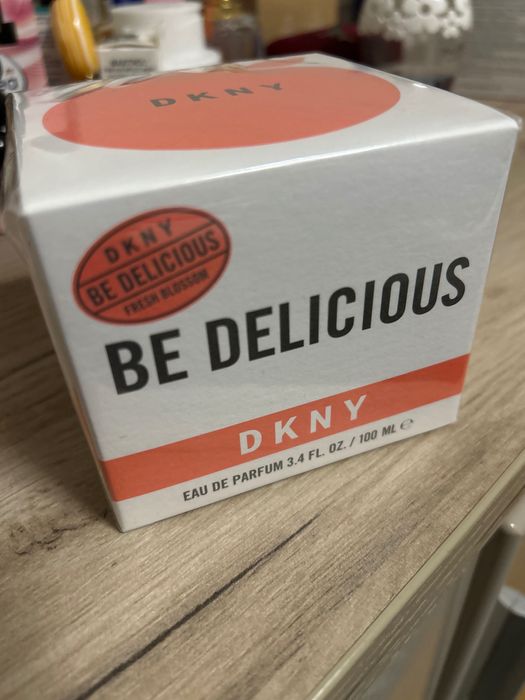 DKNY
DKNY
BE DELICIOUS
FRESH BLOSSOM
BE DELICIOUS
DKNY
EAU DE PARFUM 3.4 FL. OZ. / 100 ML ℮